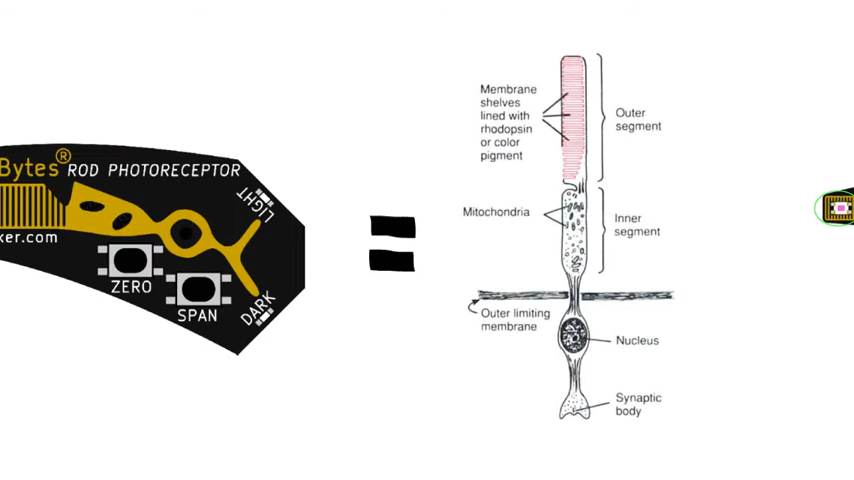 Bytes® ROD PHOTORECEPTOR
LIGHT
ker.com
ZERO
SPAN
DARK
=
Membrane
shelves
lined with
rhodopsin
or color
pigment
Outer
segment
Mitochondria
Inner
segment
Outer limiting
membrane
Nucleus
Synaptic
body